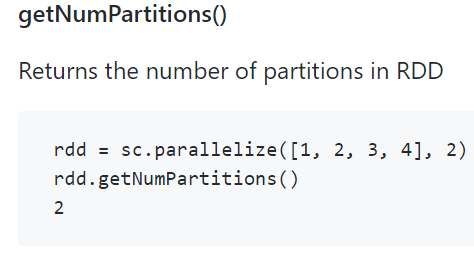 getNumPartitions()
Returns the number of partitions in RDD
rdd = sc.parallelize([1, 2, 3, 4], 2)
rdd.getNumPartitions()
2